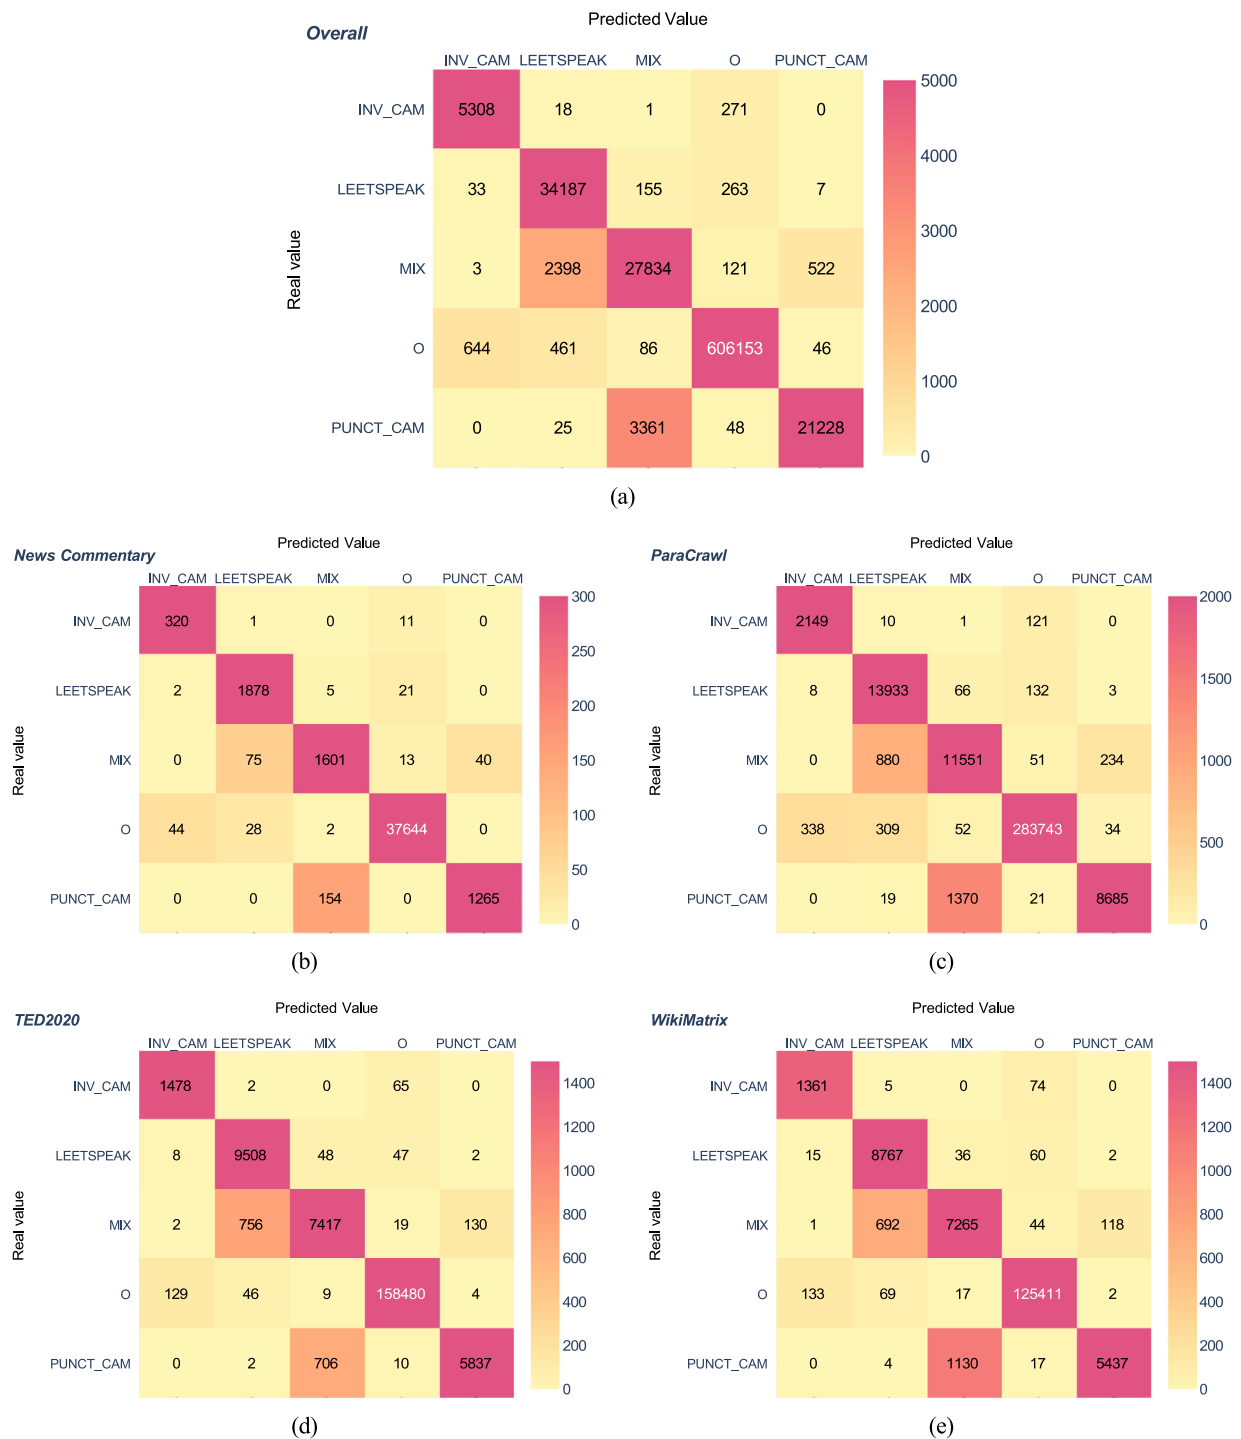 Predicted Value
Overall
INV_CAM LEETSPEAK MIX O PUNCT_CAM
INV_CAM 5308 18 1 271 0
LEETSPEAK 33 34187 155 263 7
MIX 3 2398 27834 121 522
O 644 461 86 606153 46
PUNCT_CAM 0 25 3361 48 21228
Real value
5000
4000
3000
2000
1000
0
(a)
Predicted Value
News Commentary
INV_CAM LEETSPEAK MIX O PUNCT_CAM
INV_CAM 320 1 0 11 0
LEETSPEAK 2 1878 5 21 0
MIX 0 75 1601 13 40
O 44 28 2 37644 0
PUNCT_CAM 0 0 154 0 1265
Real value
300
250
200
150
100
50
0
(b)
Predicted Value
ParaCrawl
INV_CAM LEETSPEAK MIX O PUNCT_CAM
INV_CAM 2149 10 1 121 0
LEETSPEAK 8 13933 66 132 3
MIX 0 880 11551 51 234
O 338 309 52 283743 34
PUNCT_CAM 0 19 1370 21 8685
Real value
2000
1500
1000
500
0
(c)
Predicted Value
TED2020
INV_CAM LEETSPEAK MIX O PUNCT_CAM
INV_CAM 1478 2 0 65 0
LEETSPEAK 8 9508 48 47 2
MIX 2 756 7417 19 130
O 129 46 9 158480 4
PUNCT_CAM 0 2 706 10 5837
Real value
1400
1200
1000
800
600
400
200
0
(d)
Predicted Value
WikiMatrix
INV_CAM LEETSPEAK MIX O PUNCT_CAM
INV_CAM 1361 5 0 74 0
LEETSPEAK 15 8767 36 60 2
MIX 1 692 7265 44 118
O 133 69 17 125411 2
PUNCT_CAM 0 4 1130 17 5437
Real value
1400
1200
1000
800
600
400
200
0
(e)